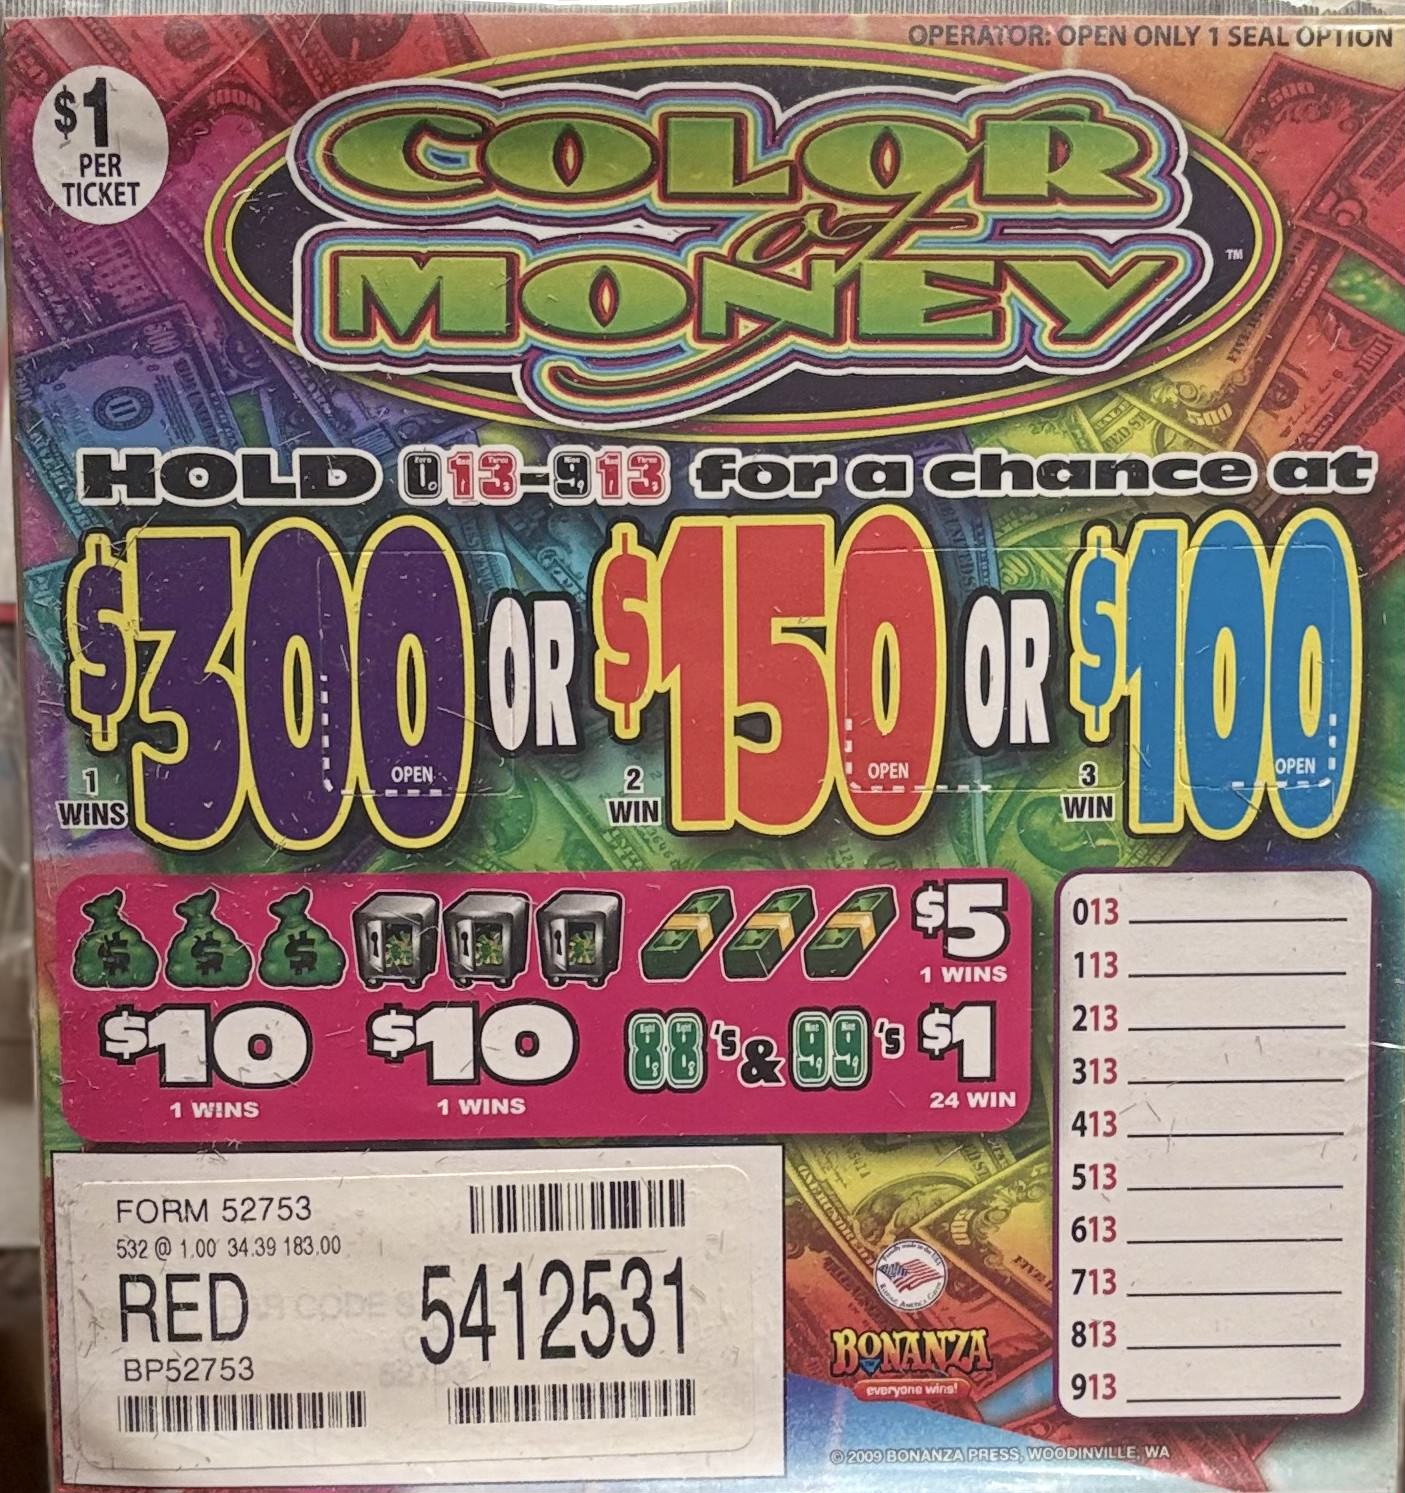 OPERATOR: OPEN ONLY 1 SEAL OPTION
$1
PER
TICKET
COLOR
of
MONEY™
HOLD 013-913 for a chance at
$300 OR $150 OR $100
OPEN
OPEN
OPEN
1
WINS
2
WIN
3
WIN
$5
1 WINS
$10
1 WINS
$10
1 WINS
88's & 99's $1
24 WIN
013
113
213
313
413
513
613
713
813
913
FORM 52753
532 @ 1.00 34.39 183.00
RED
5412531
BP52753
BONANZA
everyone wins!
© 2009 BONANZA PRESS, WOODINVILLE, WA